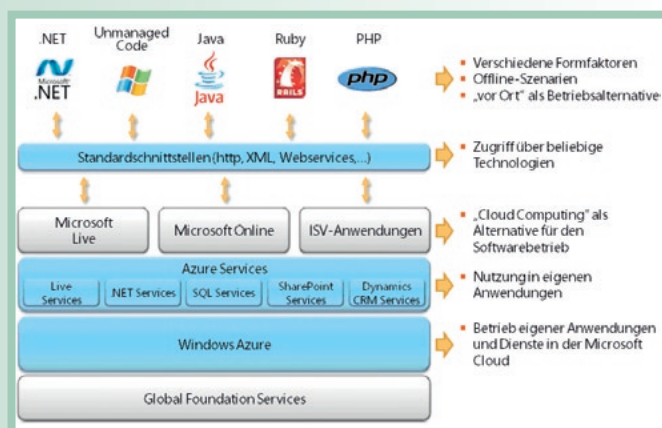 .NET
Unmanaged
Code
Java
Ruby
PHP
Microsoft
.NET
Java
RAILS
php
Verschiedene Formfaktoren
Offline-Szenarien
„vor Ort" als Betriebsalternative
Standardschnittstellen (http, XML, Webservices,...)
Zugriff über beliebige
Technologien
Microsoft
Live
Microsoft Online
ISV-Anwendungen
„Cloud Computing" als
Alternative für den
Softwarebetrieb
Azure Services
Live
Services
.NET Services
SQL Services
SharePoint
Services
Dynamics
CRM Services
Nutzung in eigenen
Anwendungen
Windows Azure
Betrieb eigener Anwendungen
und Dienste in der Microsoft
Cloud
Global Foundation Services